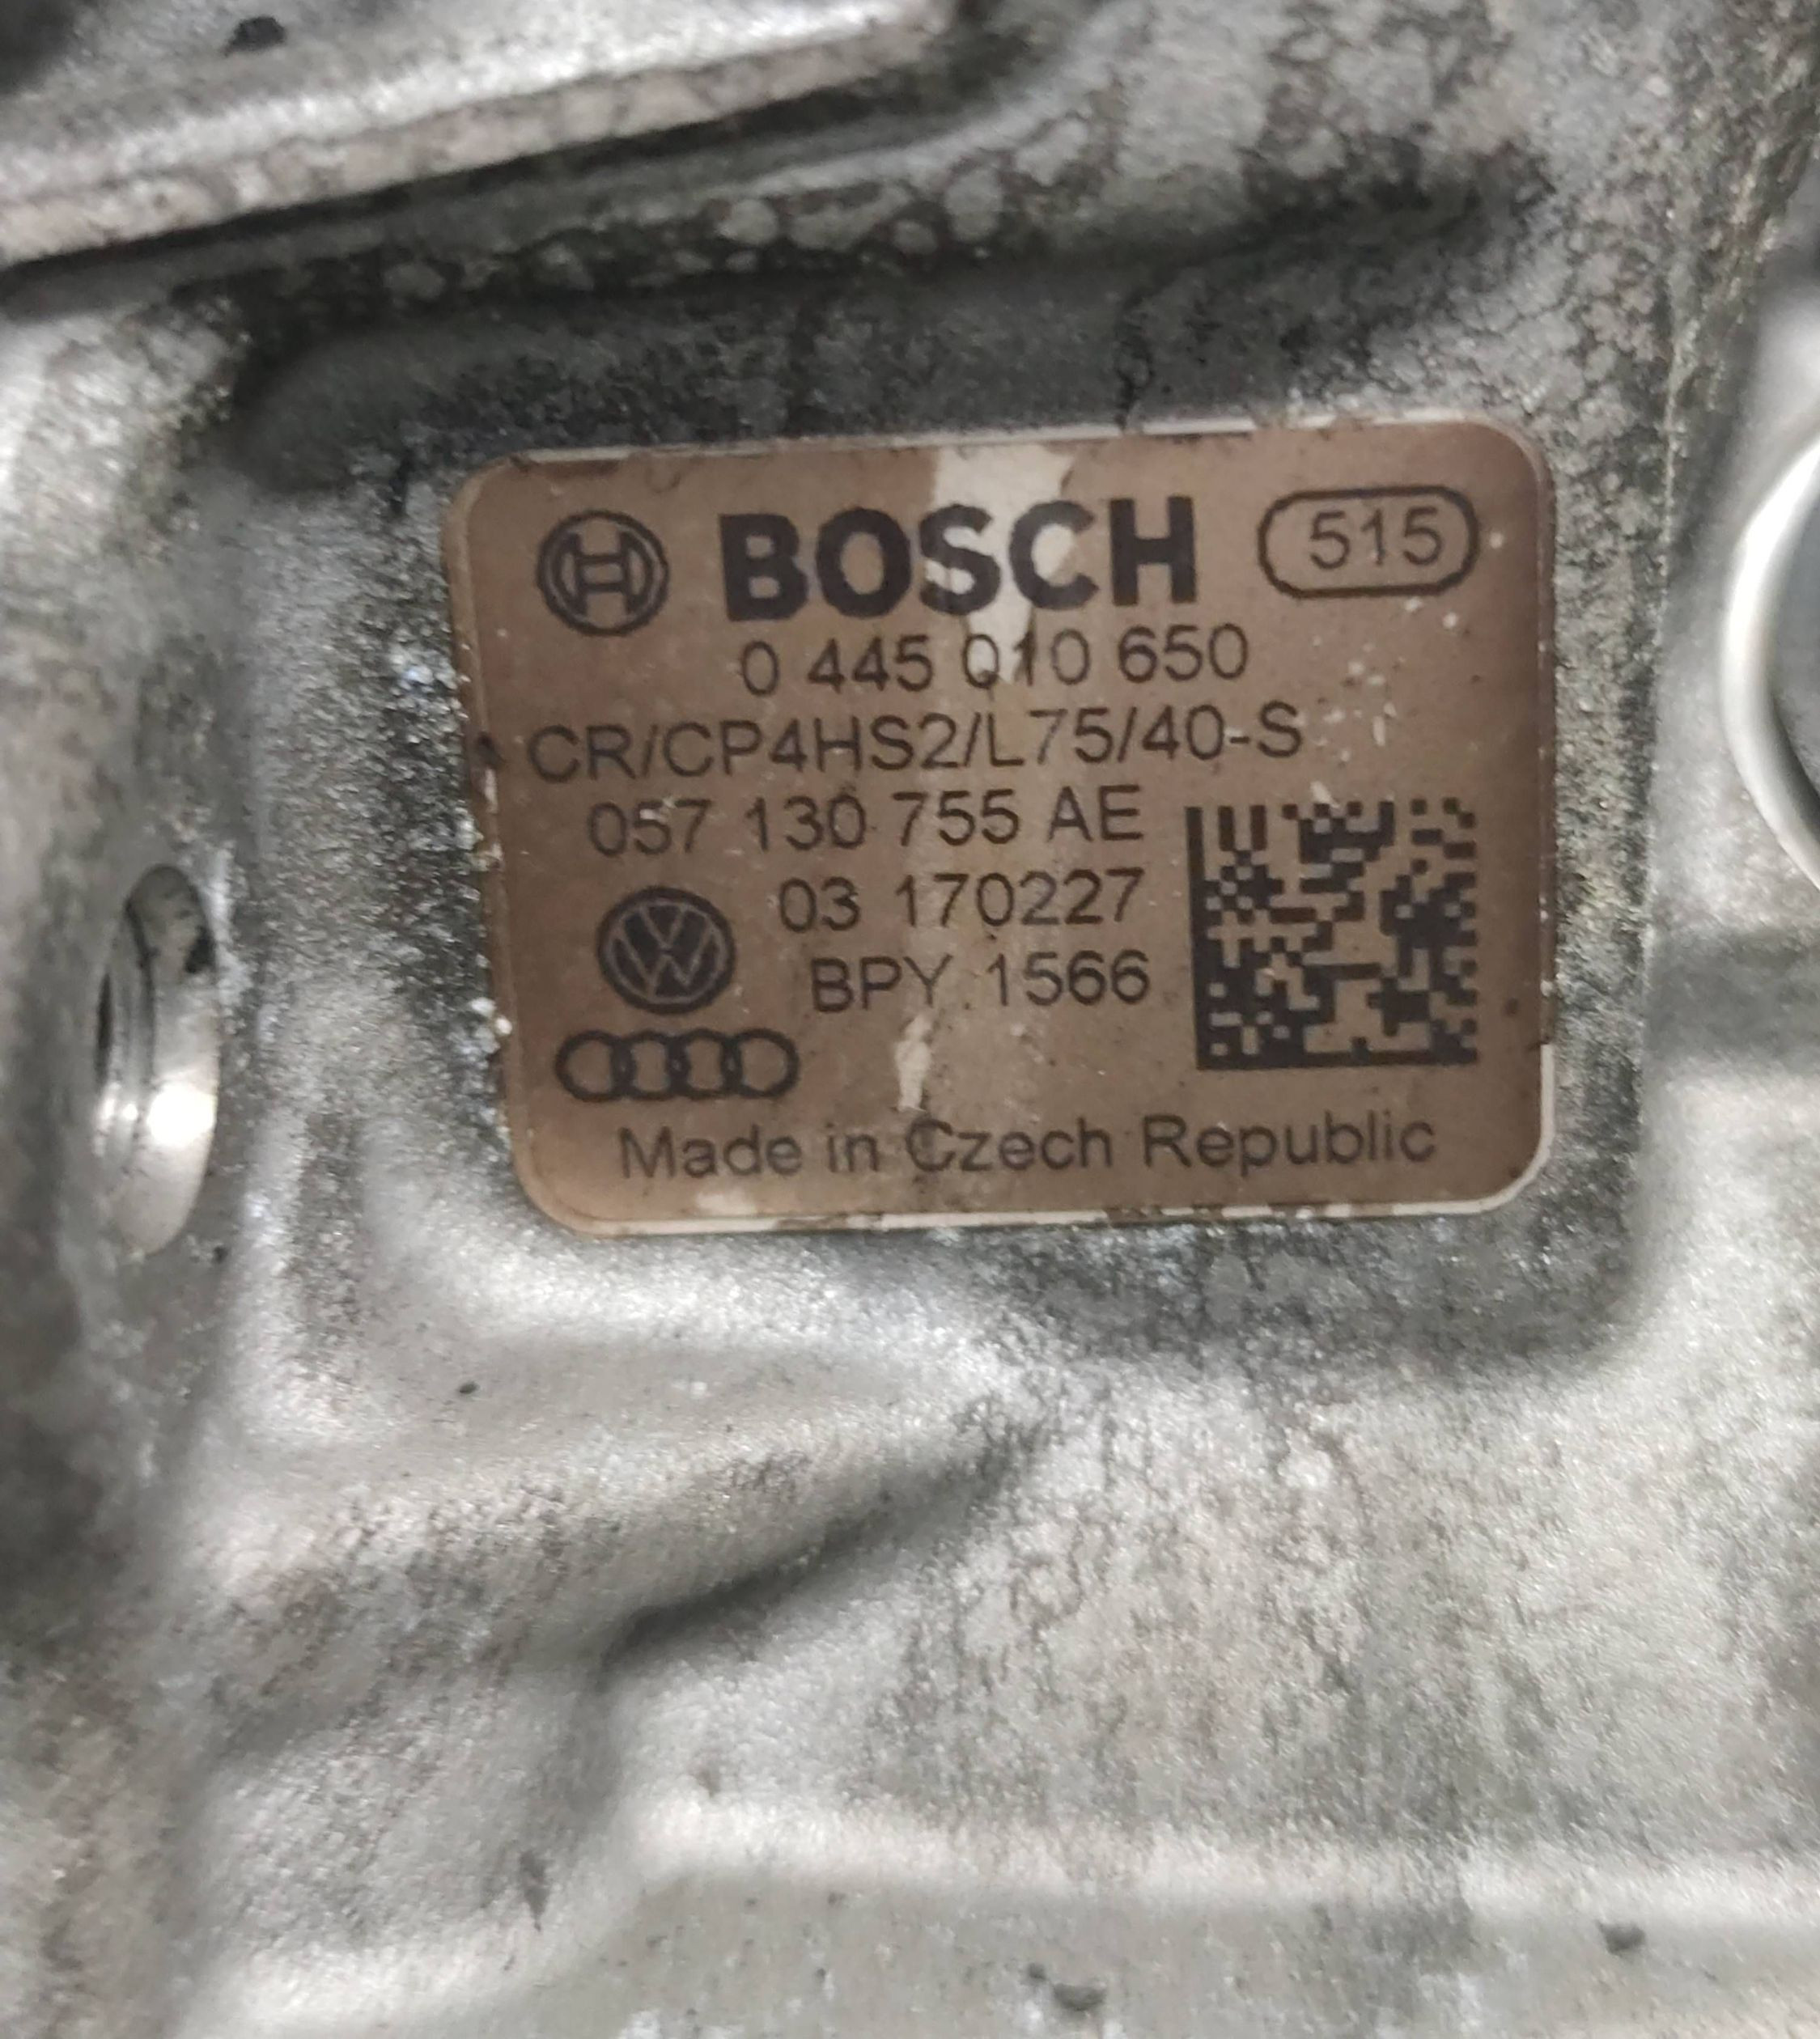 BOSCH 515
0 445 010 650
CR/CP4HS2/L75/40-S
057 130 755 AE
03 170227
BPY 1566
Made in Czech Republic